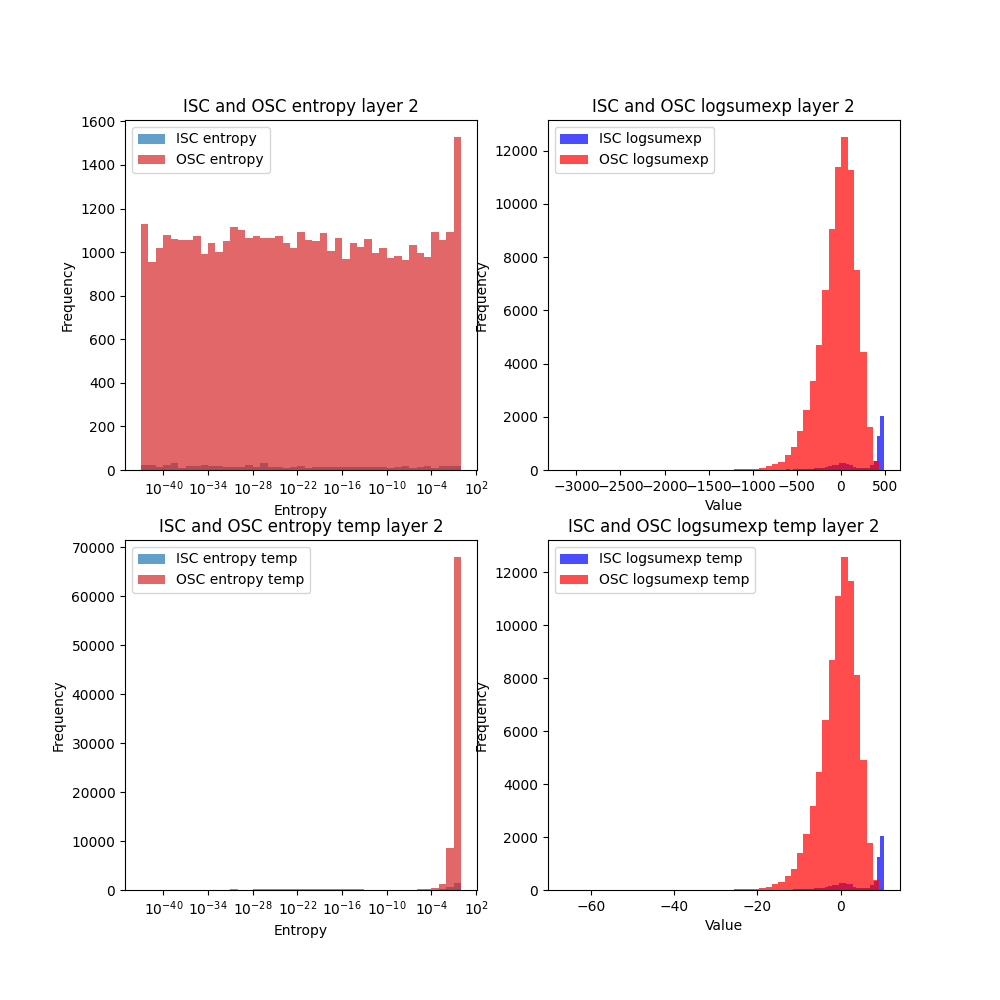 ISC and OSC entropy layer 2
ISC entropy
OSC entropy
1600
1400
1200
1000
800
600
400
200
0
Frequency
10⁻⁴⁰ 10⁻³⁴ 10⁻²⁸ 10⁻²² 10⁻¹⁶ 10⁻¹⁰ 10⁻⁴ 10²
Entropy
ISC and OSC logsumexp layer 2
ISC logsumexp
OSC logsumexp
12000
10000
8000
6000
4000
2000
0
Frequency
−3000 −2500 −2000 −1500 −1000 −500 0 500
Value
ISC and OSC entropy temp layer 2
ISC entropy temp
OSC entropy temp
70000
60000
50000
40000
30000
20000
10000
0
Frequency
10⁻⁴⁰ 10⁻³⁴ 10⁻²⁸ 10⁻²² 10⁻¹⁶ 10⁻¹⁰ 10⁻⁴ 10²
Entropy
ISC and OSC logsumexp temp layer 2
ISC logsumexp temp
OSC logsumexp temp
12000
10000
8000
6000
4000
2000
0
Frequency
−60 −40 −20 0
Value